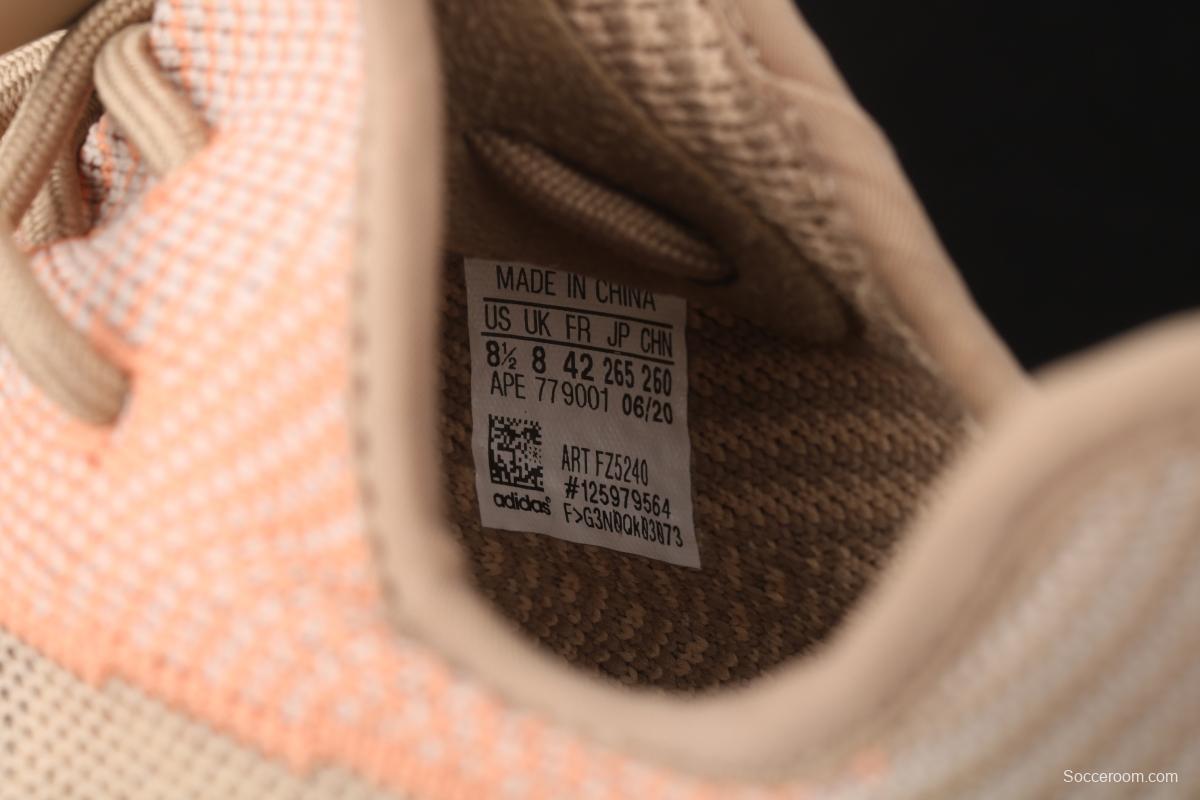 MADE IN CHINA
US UK FR JP CHN
8½ 8 42 265 260
APE 779001 06/20
ART FZ5240
#125979564
adidas
F>G3N0Qk03073
Socceroom.com